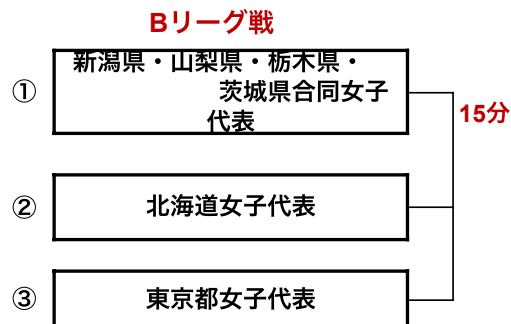 Bリーグ戦
① 新潟県・山梨県・栃木県・
茨城県合同女子
代表
15分
② 北海道女子代表
③ 東京都女子代表